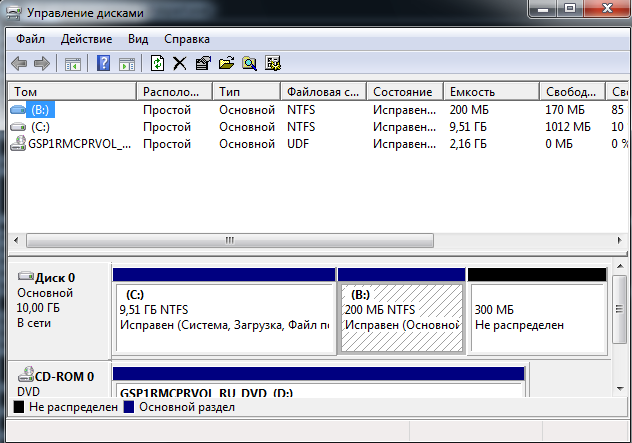 Управление дисками
Файл Действие Вид Справка
Том Располо... Тип Файловая с... Состояние Емкость Свобод... Сво
(B:) Простой Основной NTFS Исправен... 200 МБ 170 МБ 85
(C:) Простой Основной NTFS Исправен... 9,51 ГБ 1012 МБ 10
GSP1RMCPRVOL_... Простой Основной UDF Исправен... 2,16 ГБ 0 МБ 0 %
Диск 0
Основной
10,00 ГБ
В сети
(C:)
9,51 ГБ NTFS
Исправен (Система, Загрузка, Файл по
(B:)
200 МБ NTFS
Исправен (Основной
300 МБ
Не распределен
CD-ROM 0
DVD
GSP1RMCPRVOL_RU_DVD (D:)
Не распределен Основной раздел